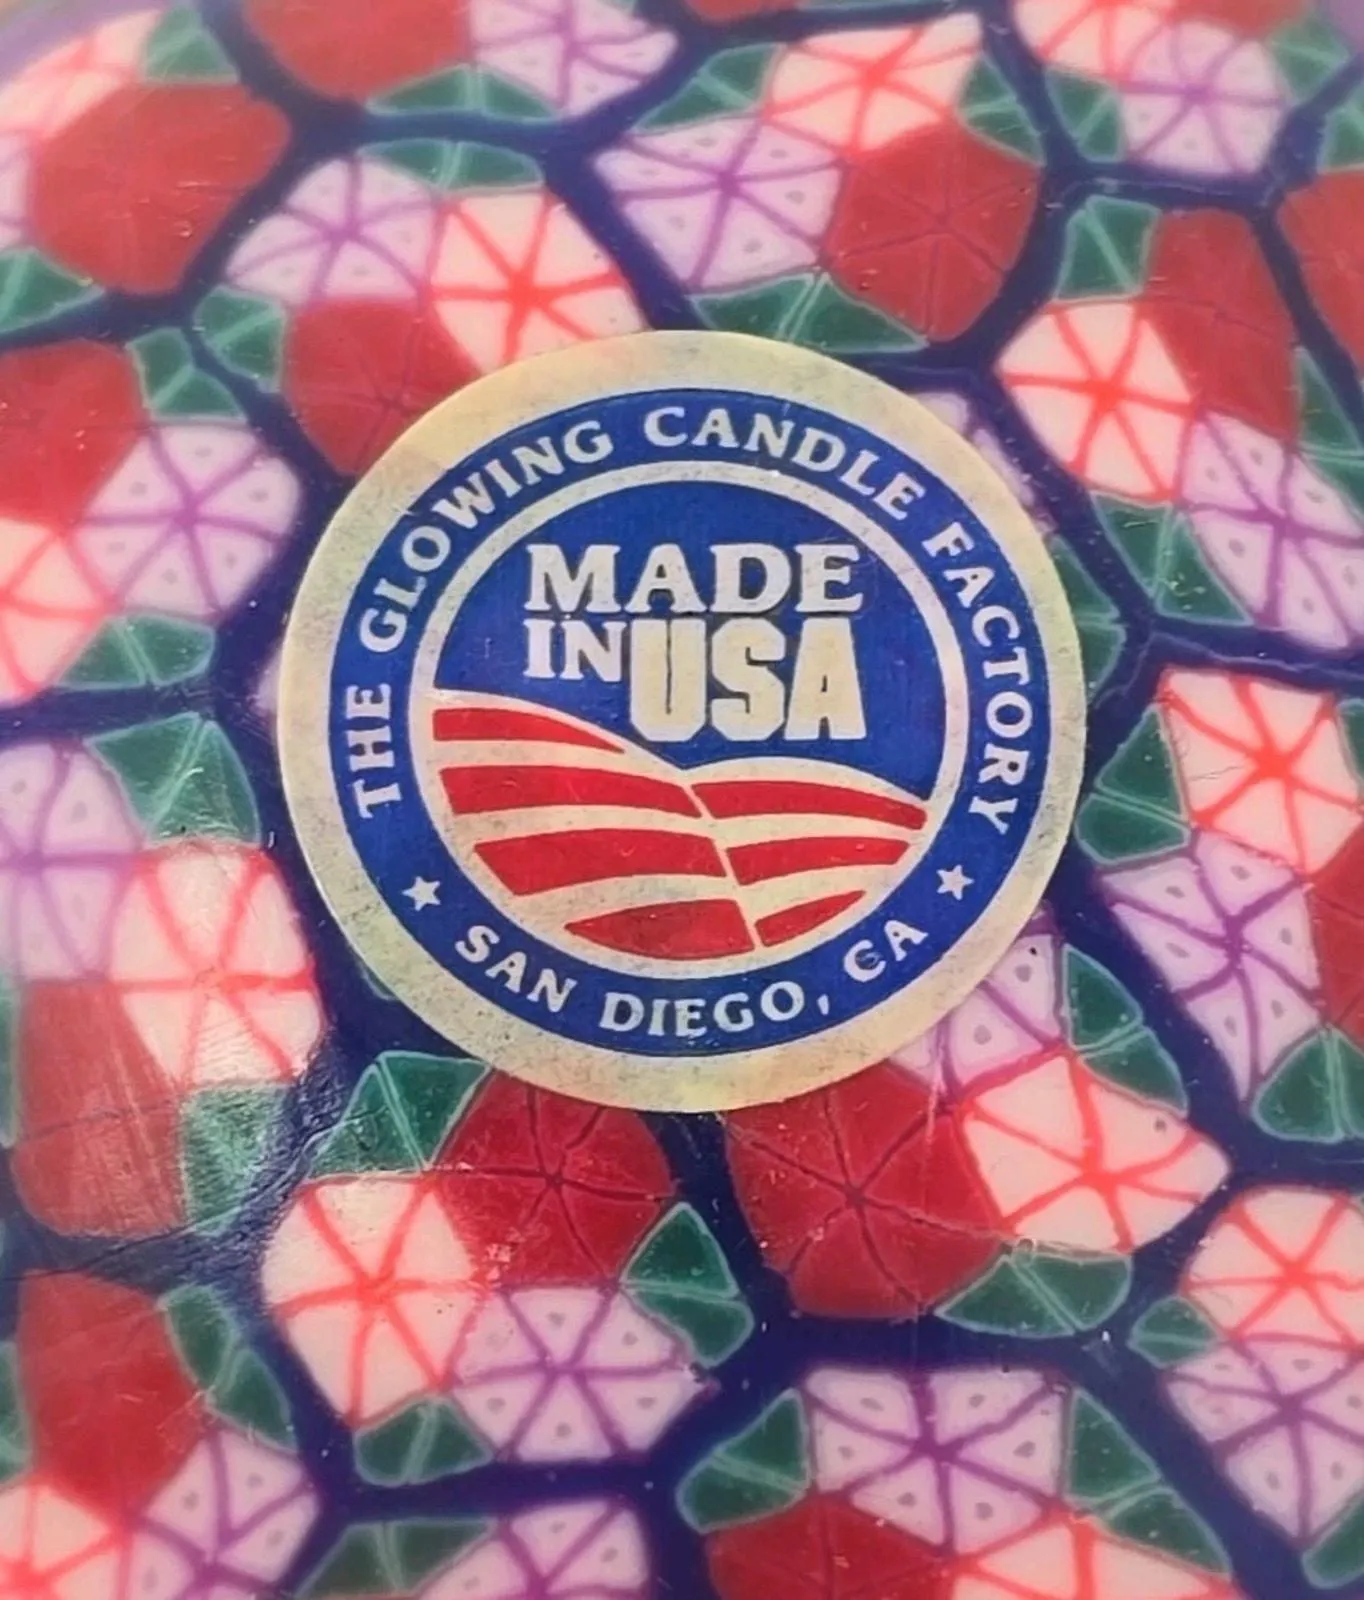 THE GLOWING CANDLE FACTORY
MADE
IN USA
SAN DIEGO, CA